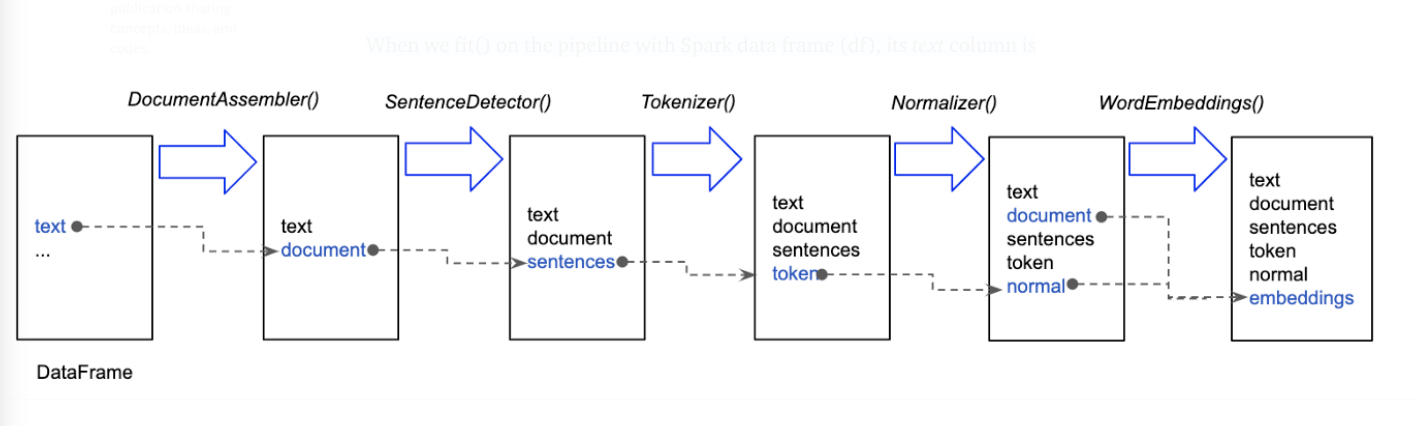 publication sharing
concepts, ideas, and
codes.
When we fit() on the pipeline with Spark data frame (df), its text column is
DocumentAssembler()
SentenceDetector()
Tokenizer()
Normalizer()
WordEmbeddings()
text
...
text
document
text
document
sentences
text
document
sentences
token
text
document
sentences
token
normal
text
document
sentences
token
normal
embeddings
DataFrame